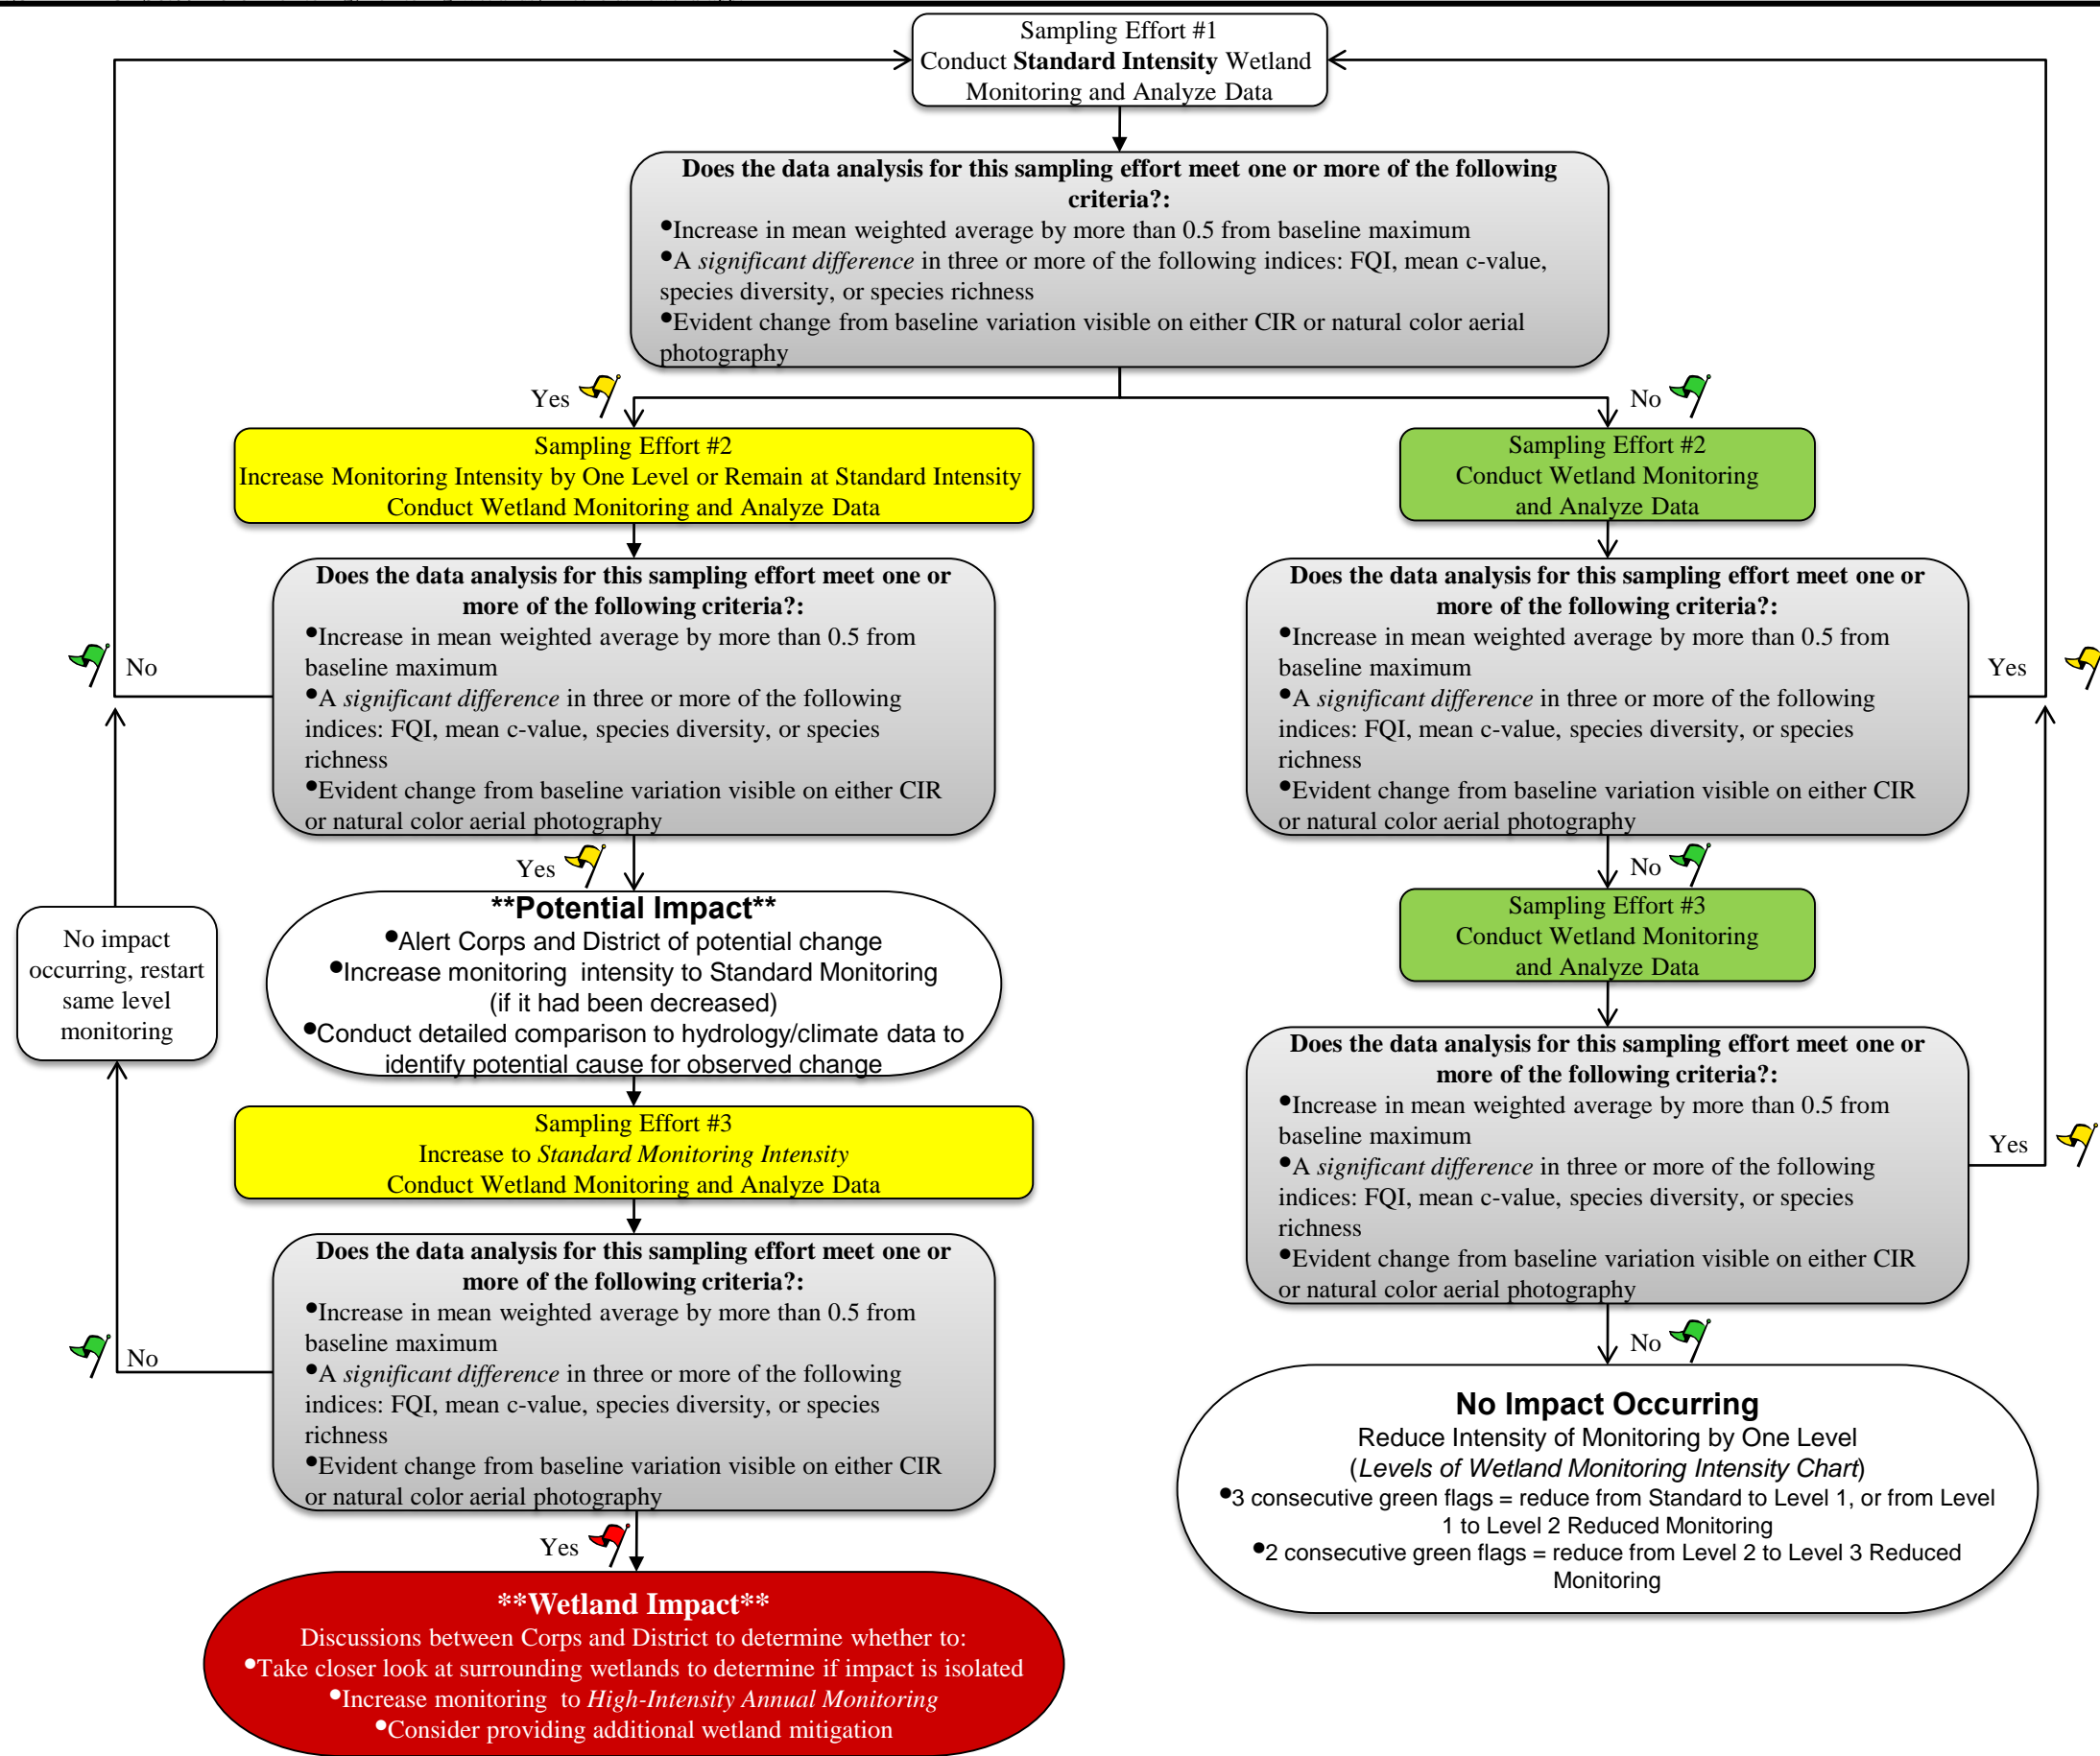 Sampling Effort #1
Conduct Standard Intensity Wetland
Monitoring and Analyze Data
Does the data analysis for this sampling effort meet one or more of the following
criteria?:
•Increase in mean weighted average by more than 0.5 from baseline maximum
•A significant difference in three or more of the following indices: FQI, mean c-value,
species diversity, or species richness
•Evident change from baseline variation visible on either CIR or natural color aerial
photography
Yes
No
Sampling Effort #2
Increase Monitoring Intensity by One Level or Remain at Standard Intensity
Conduct Wetland Monitoring and Analyze Data
Sampling Effort #2
Conduct Wetland Monitoring
and Analyze Data
Does the data analysis for this sampling effort meet one or
more of the following criteria?:
•Increase in mean weighted average by more than 0.5 from
baseline maximum
•A significant difference in three or more of the following
indices: FQI, mean c-value, species diversity, or species
richness
•Evident change from baseline variation visible on either CIR
or natural color aerial photography
No
Does the data analysis for this sampling effort meet one or
more of the following criteria?:
•Increase in mean weighted average by more than 0.5 from
baseline maximum
•A significant difference in three or more of the following
indices: FQI, mean c-value, species diversity, or species
richness
•Evident change from baseline variation visible on either CIR
or natural color aerial photography
Yes
Yes
No
**Potential Impact**
•Alert Corps and District of potential change
•Increase monitoring intensity to Standard Monitoring
(if it had been decreased)
•Conduct detailed comparison to hydrology/climate data to
identify potential cause for observed change
No impact
occurring, restart
same level
monitoring
Sampling Effort #3
Conduct Wetland Monitoring
and Analyze Data
Sampling Effort #3
Increase to Standard Monitoring Intensity
Conduct Wetland Monitoring and Analyze Data
Does the data analysis for this sampling effort meet one or
more of the following criteria?:
•Increase in mean weighted average by more than 0.5 from
baseline maximum
•A significant difference in three or more of the following
indices: FQI, mean c-value, species diversity, or species
richness
•Evident change from baseline variation visible on either CIR
or natural color aerial photography
Yes
Does the data analysis for this sampling effort meet one or
more of the following criteria?:
•Increase in mean weighted average by more than 0.5 from
baseline maximum
•A significant difference in three or more of the following
indices: FQI, mean c-value, species diversity, or species
richness
•Evident change from baseline variation visible on either CIR
or natural color aerial photography
No
No
Yes
No Impact Occurring
Reduce Intensity of Monitoring by One Level
(Levels of Wetland Monitoring Intensity Chart)
•3 consecutive green flags = reduce from Standard to Level 1, or from Level
1 to Level 2 Reduced Monitoring
•2 consecutive green flags = reduce from Level 2 to Level 3 Reduced
Monitoring
**Wetland Impact**
Discussions between Corps and District to determine whether to:
•Take closer look at surrounding wetlands to determine if impact is isolated
•Increase monitoring to High-Intensity Annual Monitoring
•Consider providing additional wetland mitigation